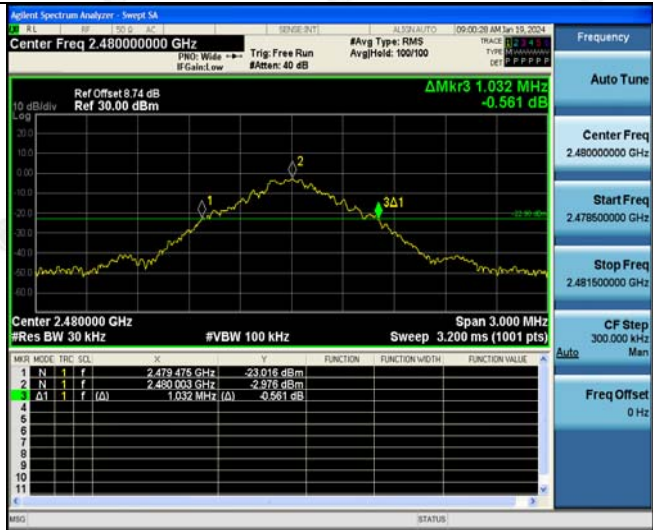 Agilent Spectrum Analyzer - Swept SA
RL RF 50 Ω AC SENSE:INT ALIGNAUTO 09:00:28 AM Jan 19, 2024
Center Freq 2.480000000 GHz
PNO: Wide Trig: Free Run
IFGain:Low #Atten: 40 dB
#Avg Type: RMS
Avg|Hold: 100/100
TRACE 1 2 3 4 5 6
TYPE M
DET P P P P P P
Frequency
Auto Tune
Center Freq
2.480000000 GHz
Start Freq
2.478500000 GHz
Stop Freq
2.481500000 GHz
CF Step
300.000 kHz
Auto Man
Freq Offset
0 Hz
Ref Offset 8.74 dB
10 dB/div Ref 30.00 dBm
ΔMkr3 1.032 MHz
-0.561 dB
Log
20.0
10.0
0.00
-10.0
-20.0
-30.0
-40.0
-50.0
-60.0
1
2
3Δ1
Center 2.480000 GHz Span 3.000 MHz
#Res BW 30 kHz #VBW 100 kHz Sweep 3.200 ms (1001 pts)
MKR MODE TRC SCL X Y FUNCTION FUNCTION WIDTH FUNCTION VALUE
1 N 1 f 2.479 475 GHz -23.016 dBm
2 N 1 f 2.480 003 GHz -2.976 dBm
3 Δ1 1 f (Δ) 1.032 MHz (Δ) -0.561 dB
4
5
6
7
8
9
10
11
MSG STATUS